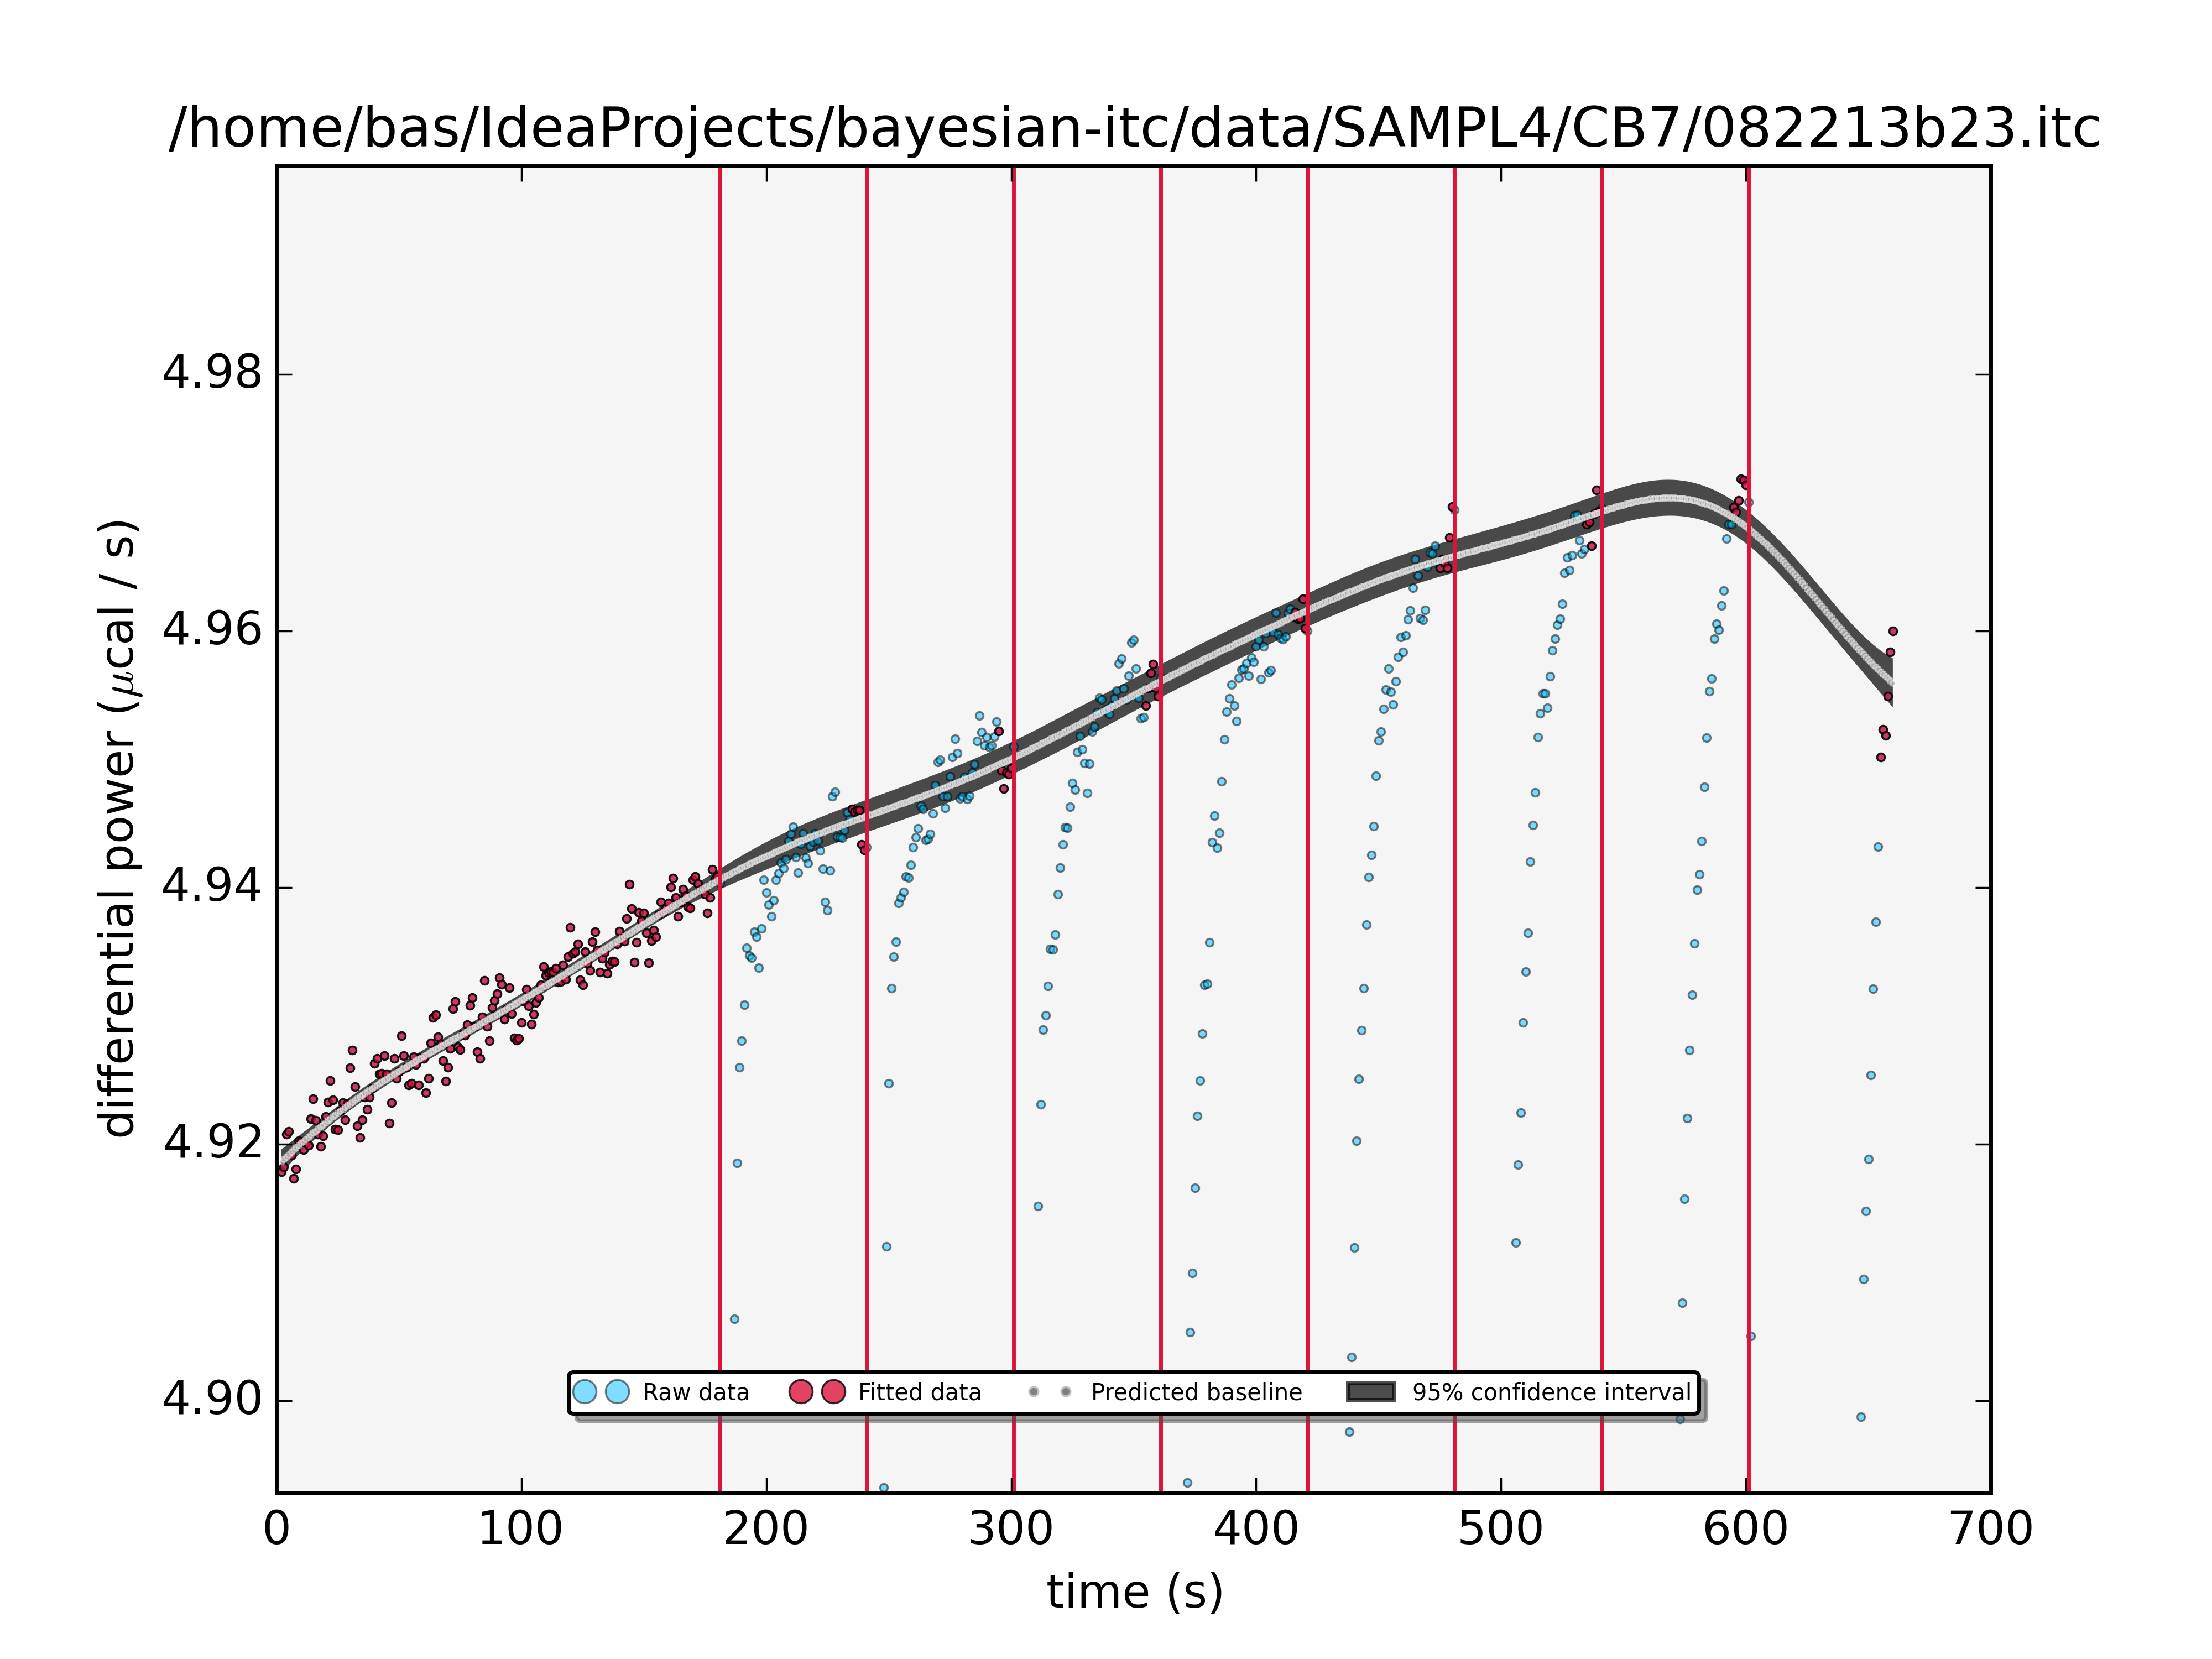 /home/bas/IdeaProjects/bayesian-itc/data/SAMPL4/CB7/082213b23.itc
differential power (μcal / s)
4.98
4.96
4.94
4.92
4.90
Raw data Fitted data Predicted baseline 95% confidence interval
0 100 200 300 400 500 600 700
time (s)